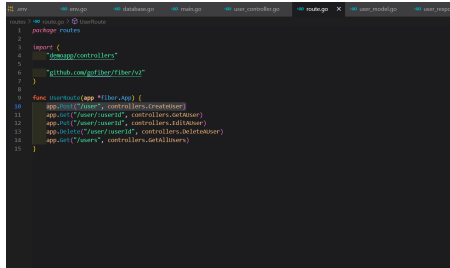 .env
env.go
database.go
main.go
user_controller.go
route.go X
user_model.go
routes > route.go > UserRoute
1 package routes
2
3 import (
4 "demoapp/controllers"
5
6 "github.com/gofiber/fiber/v2"
7 )
8
9 func UserRoute(app *fiber.App) {
10 app.Post("/user", controllers.CreateUser)
11 app.Get("/user/:userId", controllers.GetAUser)
12 app.Put("/user/:userId", controllers.EditAUser)
13 app.Delete("/user/:userId", controllers.DeleteAUser)
14 app.Get("/users", controllers.GetAllUsers)
15 }